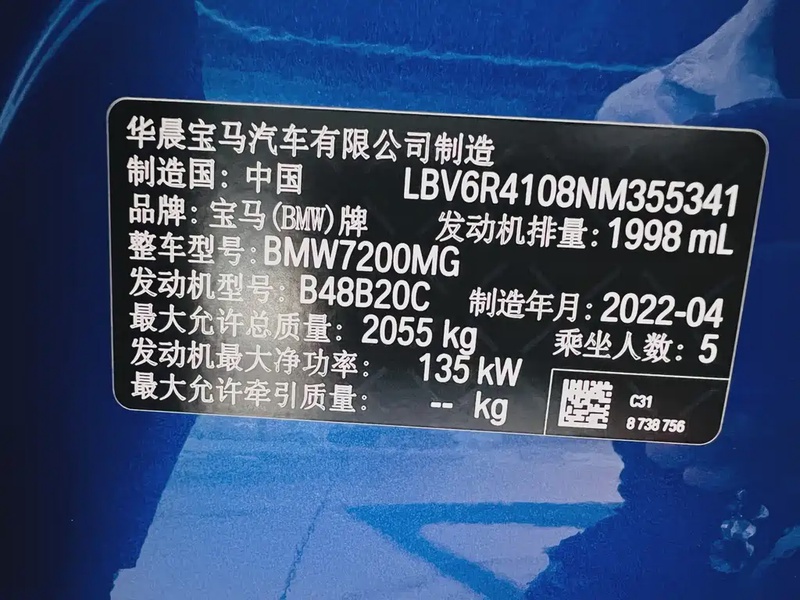 华晨宝马汽车有限公司制造
制造国: 中国 LBV6R4108NM355341
品牌: 宝马(BMW)牌 发动机排量: 1998 mL
整车型号: BMW7200MG
发动机型号: B48B20C 制造年月: 2022-04
最大允许总质量: 2055 kg 乘坐人数: 5
发动机最大净功率: 135 kW
最大允许牵引质量: -- kg
C31
8 738 756